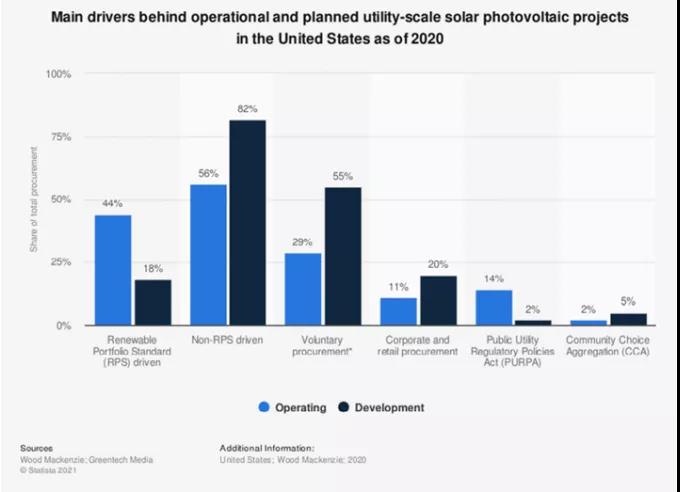 Main drivers behind operational and planned utility-scale solar photovoltaic projects
in the United States as of 2020
Share of total procurement
100%
75%
50%
25%
0%
44%
18%
56%
82%
29%
55%
11%
20%
14%
2%
2%
5%
Renewable
Portfolio Standard
(RPS) driven
Non-RPS driven
Voluntary
procurement*
Corporate and
retail procurement
Public Utility
Regulatory Policies
Act (PURPA)
Community Choice
Aggregation (CCA)
Operating
Development
Sources
Wood Mackenzie; Greentech Media
© Statista 2021
Additional Information:
United States; Wood Mackenzie; 2020